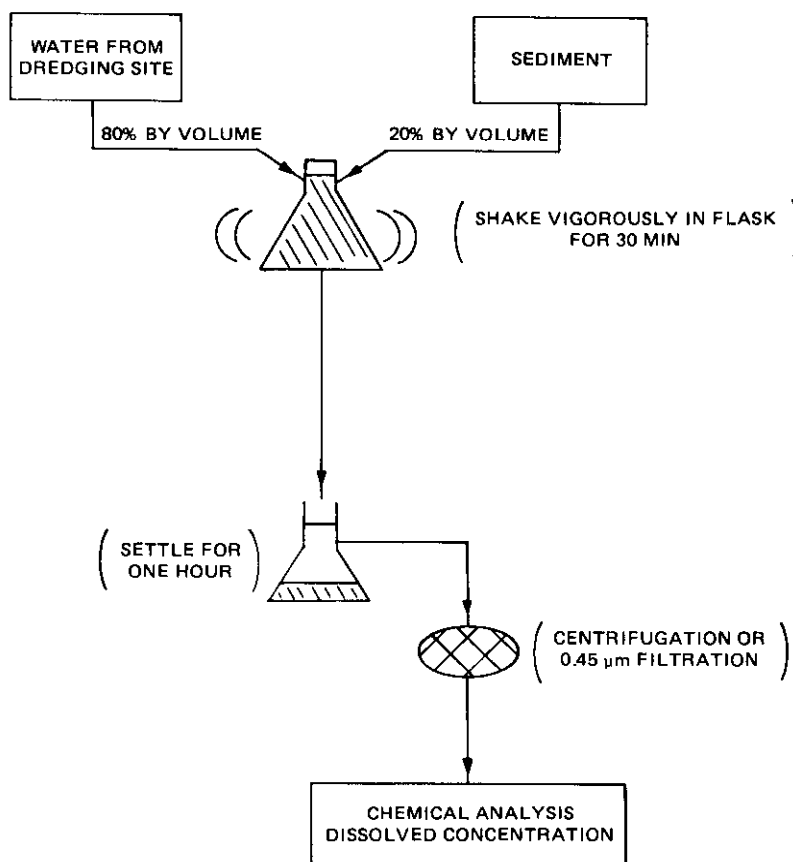 WATER FROM
DREDGING SITE
SEDIMENT
80% BY VOLUME
20% BY VOLUME
SHAKE VIGOROUSLY IN FLASK
FOR 30 MIN
SETTLE FOR
ONE HOUR
CENTRIFUGATION OR
0.45 µm FILTRATION
CHEMICAL ANALYSIS
DISSOLVED CONCENTRATION